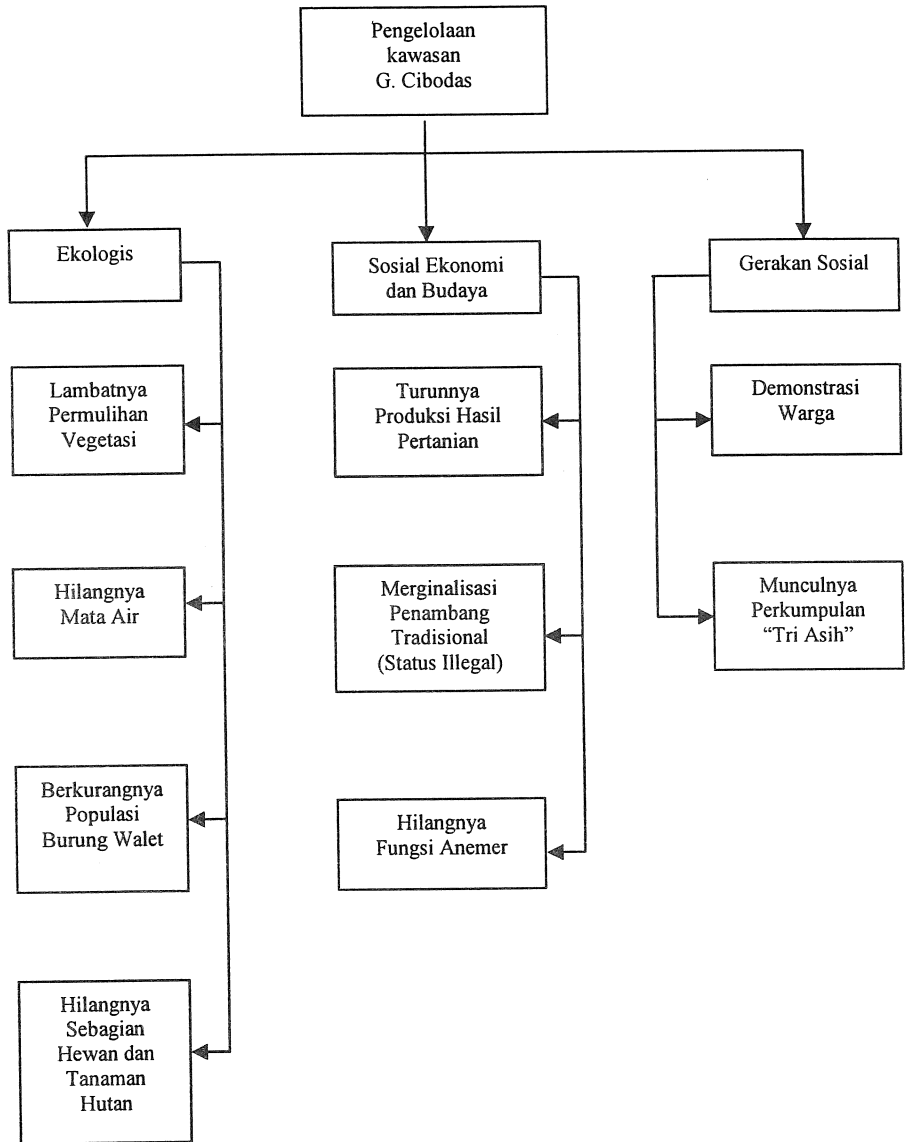 Pengelolaan
kawasan
G. Cibodas
Ekologis
Sosial Ekonomi
dan Budaya
Gerakan Sosial
Lambatnya
Permulihan
Vegetasi
Turunnya
Produksi Hasil
Pertanian
Demonstrasi
Warga
Hilangnya
Mata Air
Merginalisasi
Penambang
Tradisional
(Status Illegal)
Munculnya
Perkumpulan
“Tri Asih”
Berkurangnya
Populasi
Burung Walet
Hilangnya
Fungsi Anemer
Hilangnya
Sebagian
Hewan dan
Tanaman
Hutan